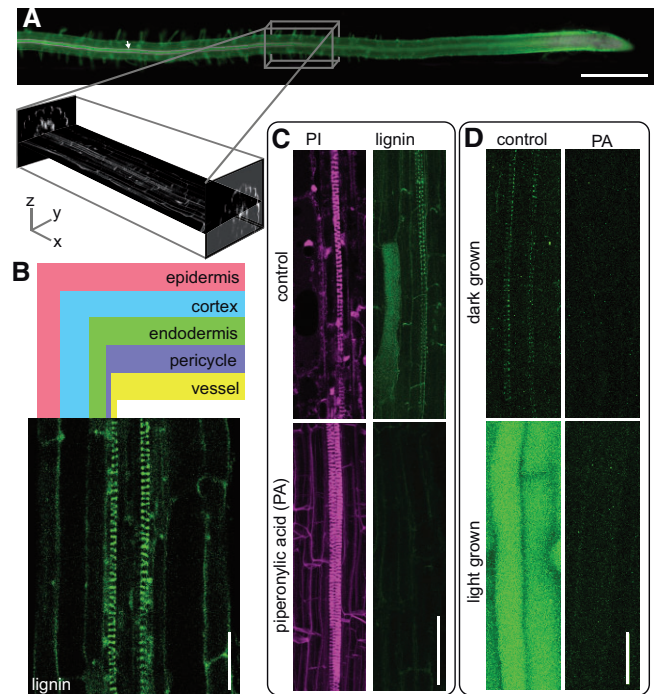 A
z
y
x
B
epidermis
cortex
endodermis
pericycle
vessel
lignin
C
PI
lignin
control
piperonylic acid (PA)
D
control
PA
dark grown
light grown